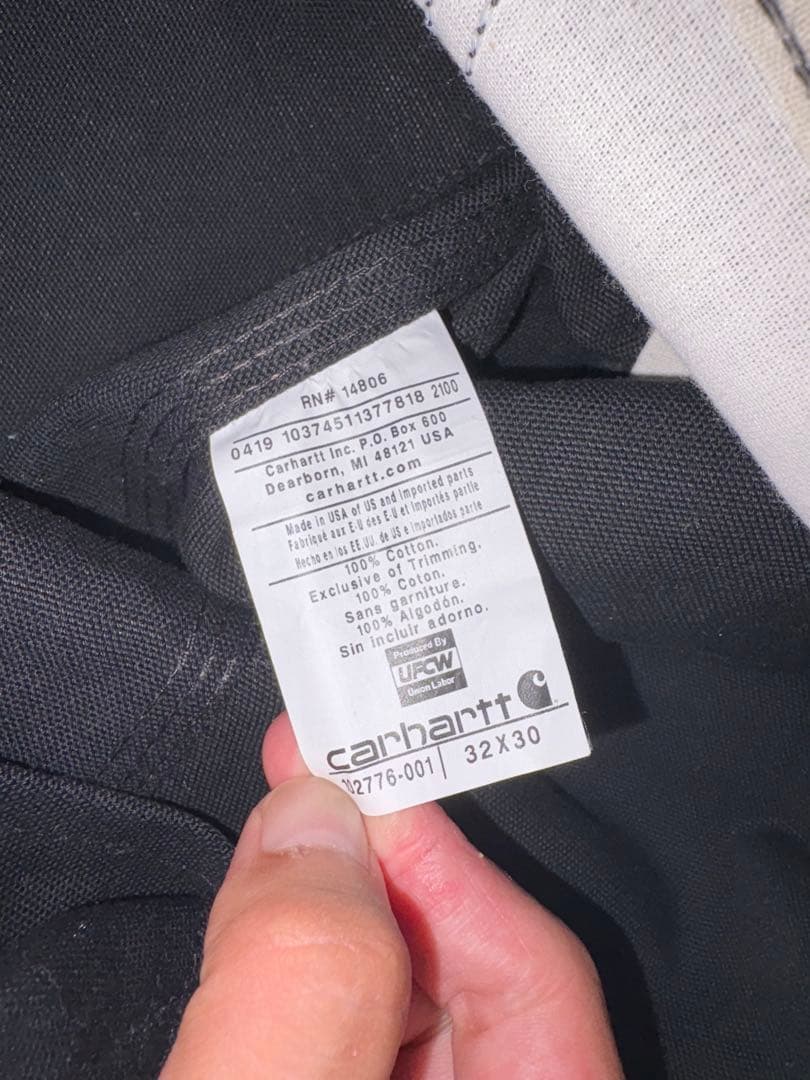 RN# 14806
0419 10374511377818 2100
Carhartt Inc. P.O. Box 600
Dearborn, MI 48121 USA
carhartt.com
Made in USA of US and imported parts
Fabriqué aux E-U des E-U et importés partie
Hecho en los EE.UU. de US e importados parte
100% Cotton.
Exclusive of Trimming.
100% Coton.
Sans garniture.
100% Algodón.
Sin incluir adorno.
Produced By
UFCW
Union Labor
carhartt
32X30